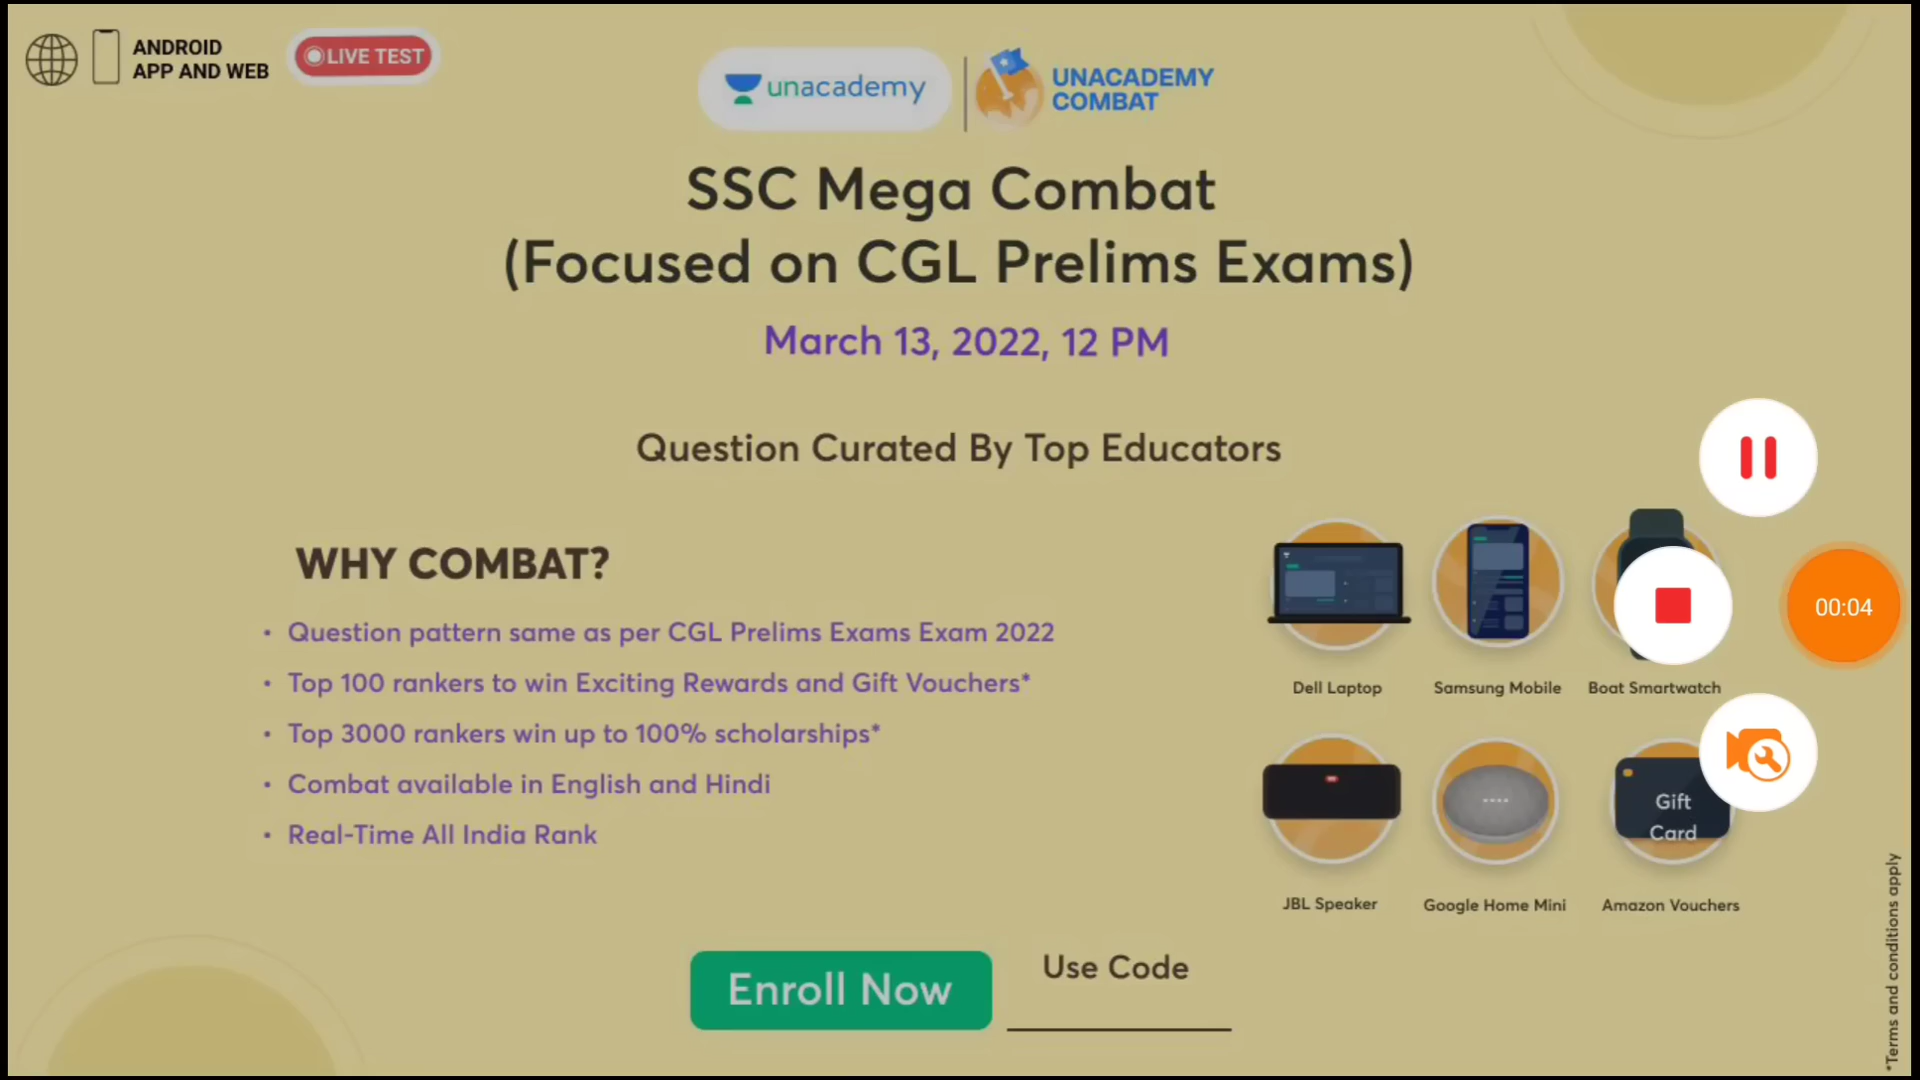 ANDROID
APP AND WEB
LIVE TEST
unacademy
UNACADEMY
COMBAT
SSC Mega Combat
(Focused on CGL Prelims Exams)
March 13, 2022, 12 PM
Question Curated By Top Educators
WHY COMBAT?
• Question pattern same as per CGL Prelims Exams Exam 2022
• Top 100 rankers to win Exciting Rewards and Gift Vouchers*
• Top 3000 rankers win up to 100% scholarships*
• Combat available in English and Hindi
• Real-Time All India Rank
00:04
Dell Laptop
Samsung Mobile
Boat Smartwatch
Gift
Card
JBL Speaker
Google Home Mini
Amazon Vouchers
Enroll Now
Use Code
*Terms and conditions apply